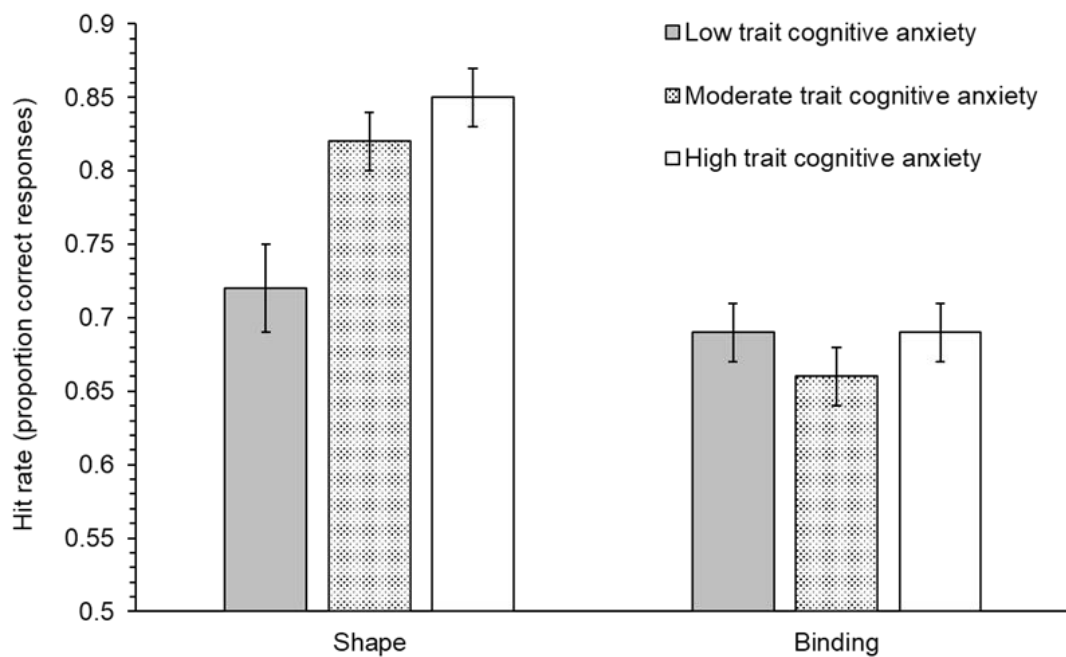 Hit rate (proportion correct responses)
0.9
0.85
0.8
0.75
0.7
0.65
0.6
0.55
0.5
Low trait cognitive anxiety
Moderate trait cognitive anxiety
High trait cognitive anxiety
Shape
Binding